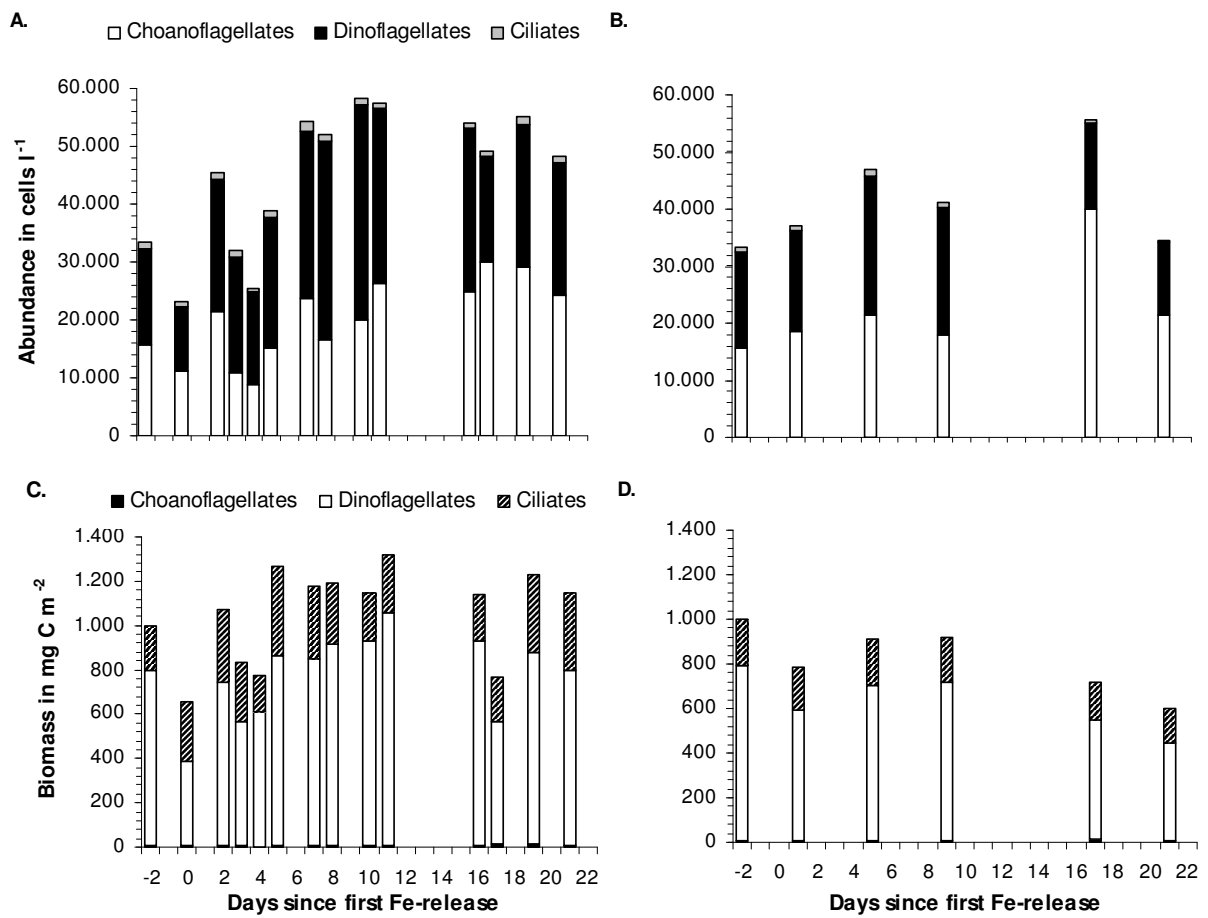 A.
Choanoflagellates Dinoflagellates Ciliates
B.
Abundance in cells l-1
60.000
50.000
40.000
30.000
20.000
10.000
0
60.000
50.000
40.000
30.000
20.000
10.000
0
C.
Choanoflagellates Dinoflagellates Ciliates
D.
Biomass in mg C m-2
1.400
1.200
1.000
800
600
400
200
0
-2 0 2 4 6 8 10 12 14 16 18 20 22
Days since first Fe-release
1.400
1.200
1.000
800
600
400
200
0
-2 0 2 4 6 8 10 12 14 16 18 20 22
Days since first Fe-release